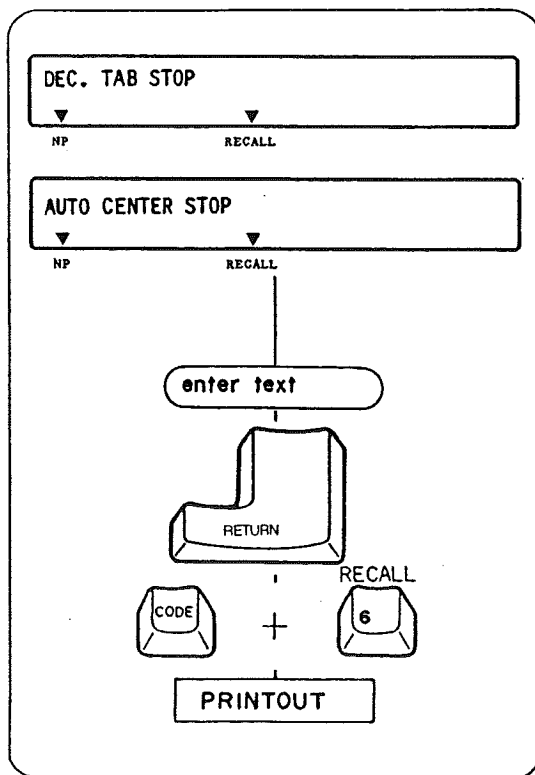 DEC. TAB STOP
NP RECALL
AUTO CENTER STOP
NP RECALL
enter text
RETURN
RECALL
CODE + 6
PRINTOUT